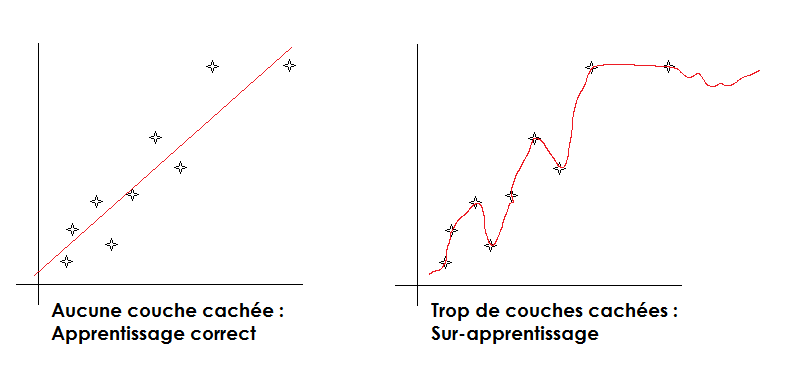 Aucune couche cachée :
Apprentissage correct
Trop de couches cachées :
Sur-apprentissage